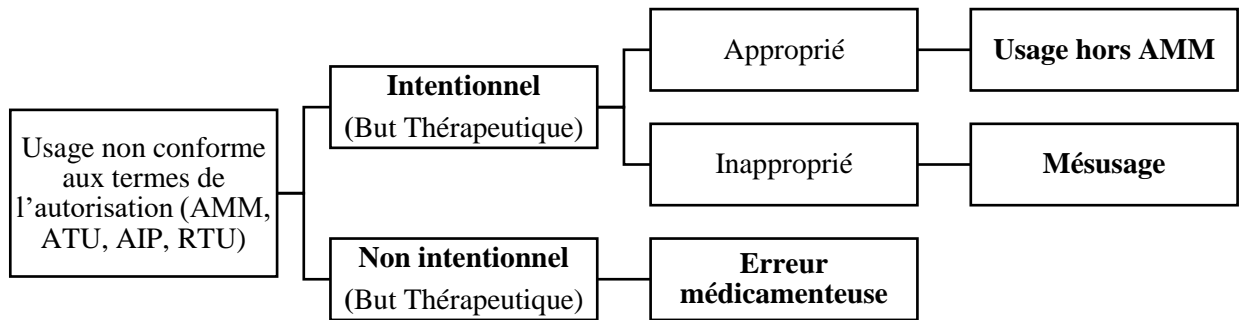 Usage non conforme
aux termes de
l'autorisation (AMM,
ATU, AIP, RTU)
Intentionnel
(But Thérapeutique)
Approprié
Usage hors AMM
Inapproprié
Mésusage
Non intentionnel
(But Thérapeutique)
Erreur
médicamenteuse